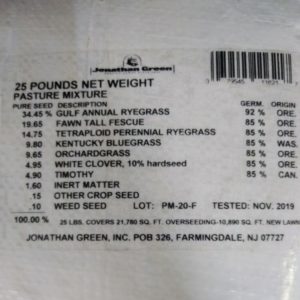 Jonathan Green
25 POUNDS NET WEIGHT
PASTURE MIXTURE
PURE SEED DESCRIPTION GERM. ORIGIN
34.45 % GULF ANNUAL RYEGRASS 92 % ORE.
19.65 FAWN TALL FESCUE 85 % ORE.
14.75 TETRAPLOID PERENNIAL RYEGRASS 85 % ORE.
9.80 KENTUCKY BLUEGRASS 85 % WAS.
9.65 ORCHARDGRASS 85 % ORE.
4.95 WHITE CLOVER, 10% hardseed 85 % ORE.
4.90 TIMOTHY 85 % CAN.
1.60 INERT MATTER
.15 OTHER CROP SEED
.10 WEED SEED LOT: PM-20-F TESTED: NOV. 2019
100.00 % 25 LBS. COVERS 21,780 SQ. FT. OVERSEEDING-10,890 SQ. FT. NEW LAWN
JONATHAN GREEN, INC. POB 326, FARMINGDALE, NJ 07727